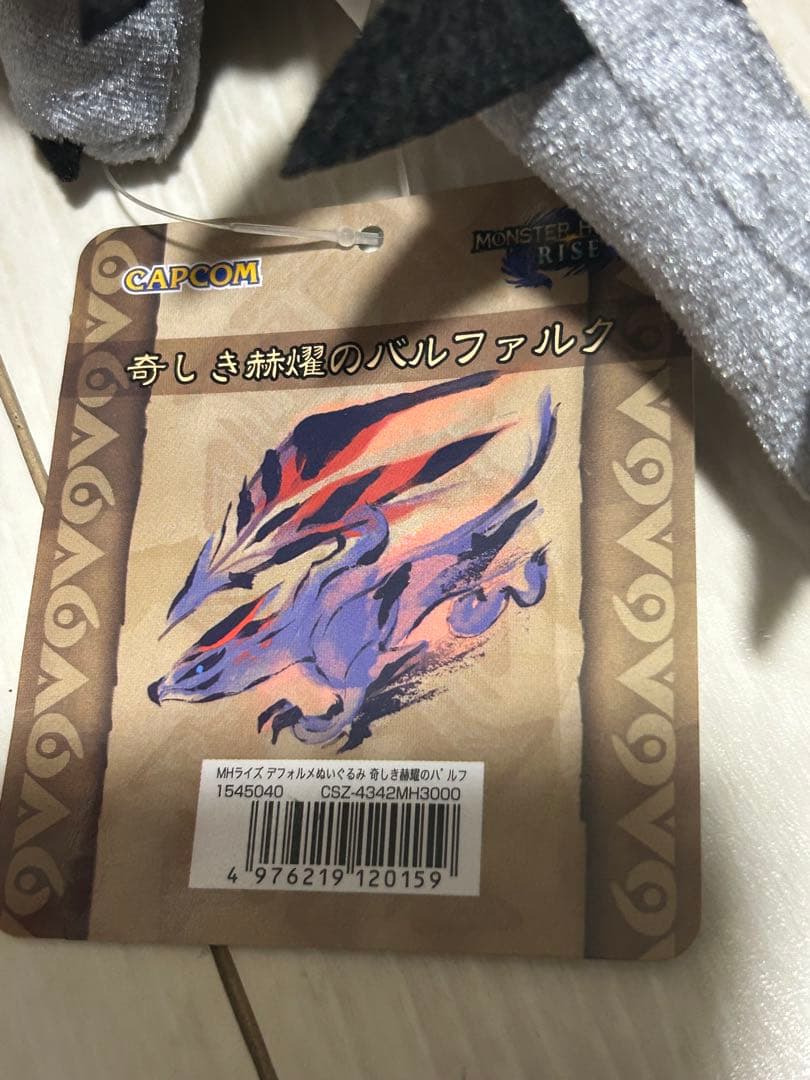 CAPCOM
MONSTER H
RISE
奇しき赫耀のバルファルク
MHライズ デフォルメぬいぐるみ 奇しき赫耀のバルフ
1545040 CSZ-4342MH3000
4 976219 120159